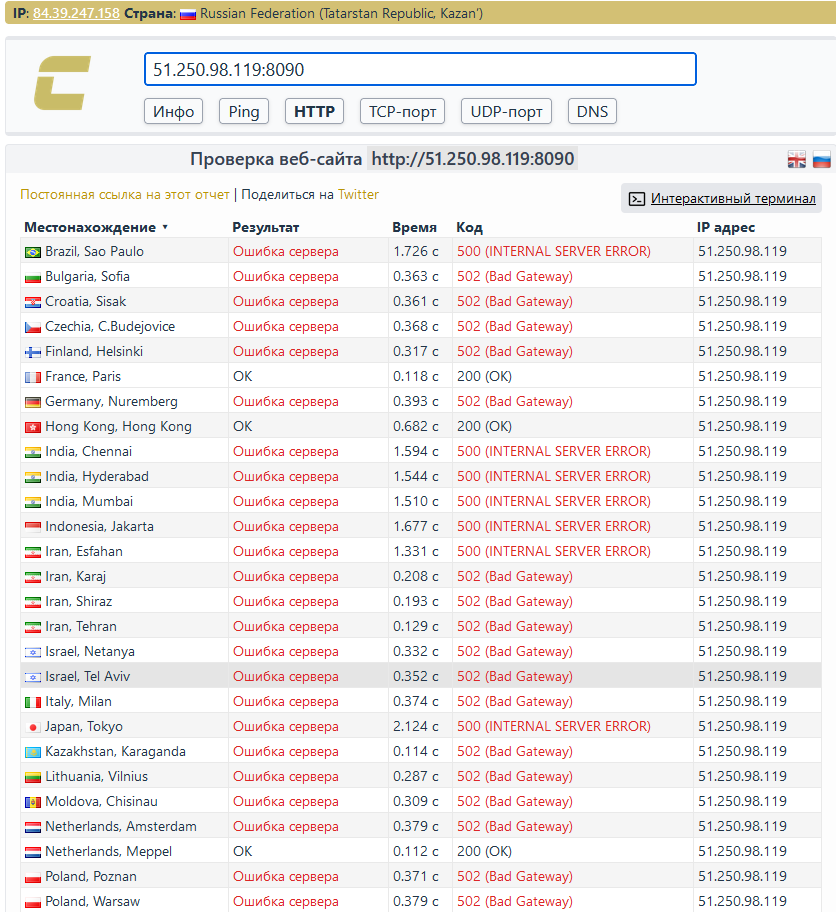 IP: 84.39.247.158 Страна: Russian Federation (Tatarstan Republic, Kazan')
51.250.98.119:8090
Инфо Ping HTTP TCP-порт UDP-порт DNS
Проверка веб-сайта http://51.250.98.119:8090
Постоянная ссылка на этот отчет | Поделиться на Twitter
Интерактивный терминал
Местонахождение Результат Время Код IP адрес
Brazil, Sao Paulo Ошибка сервера 1.726 с 500 (INTERNAL SERVER ERROR) 51.250.98.119
Bulgaria, Sofia Ошибка сервера 0.363 с 502 (Bad Gateway) 51.250.98.119
Croatia, Sisak Ошибка сервера 0.361 с 502 (Bad Gateway) 51.250.98.119
Czechia, C.Budejovice Ошибка сервера 0.368 с 502 (Bad Gateway) 51.250.98.119
Finland, Helsinki Ошибка сервера 0.317 с 502 (Bad Gateway) 51.250.98.119
France, Paris OK 0.118 с 200 (OK) 51.250.98.119
Germany, Nuremberg Ошибка сервера 0.393 с 502 (Bad Gateway) 51.250.98.119
Hong Kong, Hong Kong OK 0.682 с 200 (OK) 51.250.98.119
India, Chennai Ошибка сервера 1.594 с 500 (INTERNAL SERVER ERROR) 51.250.98.119
India, Hyderabad Ошибка сервера 1.544 с 500 (INTERNAL SERVER ERROR) 51.250.98.119
India, Mumbai Ошибка сервера 1.510 с 500 (INTERNAL SERVER ERROR) 51.250.98.119
Indonesia, Jakarta Ошибка сервера 1.677 с 500 (INTERNAL SERVER ERROR) 51.250.98.119
Iran, Esfahan Ошибка сервера 1.331 с 500 (INTERNAL SERVER ERROR) 51.250.98.119
Iran, Karaj Ошибка сервера 0.208 с 502 (Bad Gateway) 51.250.98.119
Iran, Shiraz Ошибка сервера 0.193 с 502 (Bad Gateway) 51.250.98.119
Iran, Tehran Ошибка сервера 0.129 с 502 (Bad Gateway) 51.250.98.119
Israel, Netanya Ошибка сервера 0.332 с 502 (Bad Gateway) 51.250.98.119
Israel, Tel Aviv Ошибка сервера 0.352 с 502 (Bad Gateway) 51.250.98.119
Italy, Milan Ошибка сервера 0.374 с 502 (Bad Gateway) 51.250.98.119
Japan, Tokyo Ошибка сервера 2.124 с 500 (INTERNAL SERVER ERROR) 51.250.98.119
Kazakhstan, Karaganda Ошибка сервера 0.114 с 502 (Bad Gateway) 51.250.98.119
Lithuania, Vilnius Ошибка сервера 0.287 с 502 (Bad Gateway) 51.250.98.119
Moldova, Chisinau Ошибка сервера 0.309 с 502 (Bad Gateway) 51.250.98.119
Netherlands, Amsterdam Ошибка сервера 0.379 с 502 (Bad Gateway) 51.250.98.119
Netherlands, Meppel OK 0.112 с 200 (OK) 51.250.98.119
Poland, Poznan Ошибка сервера 0.371 с 502 (Bad Gateway) 51.250.98.119
Poland, Warsaw Ошибка сервера 0.379 с 502 (Bad Gateway) 51.250.98.119